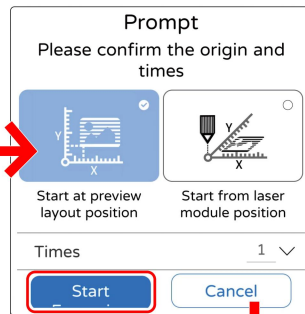 Prompt
Please confirm the origin and
times
Y
X
Y
X
Start at preview
layout position
Start from laser
module position
Times
1
Start
Cancel